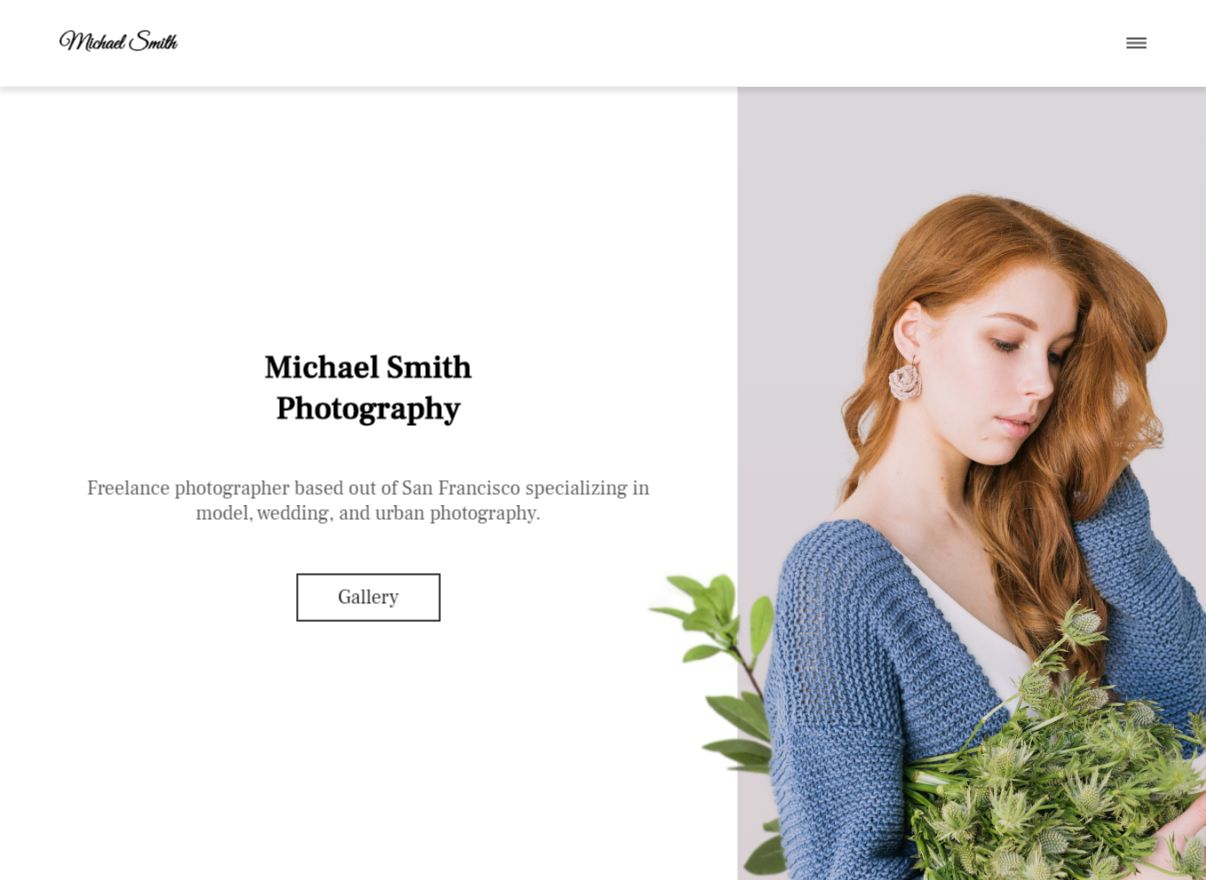 Michael Smith
Michael Smith
Photography
Freelance photographer based out of San Francisco specializing in
model, wedding, and urban photography.
Gallery